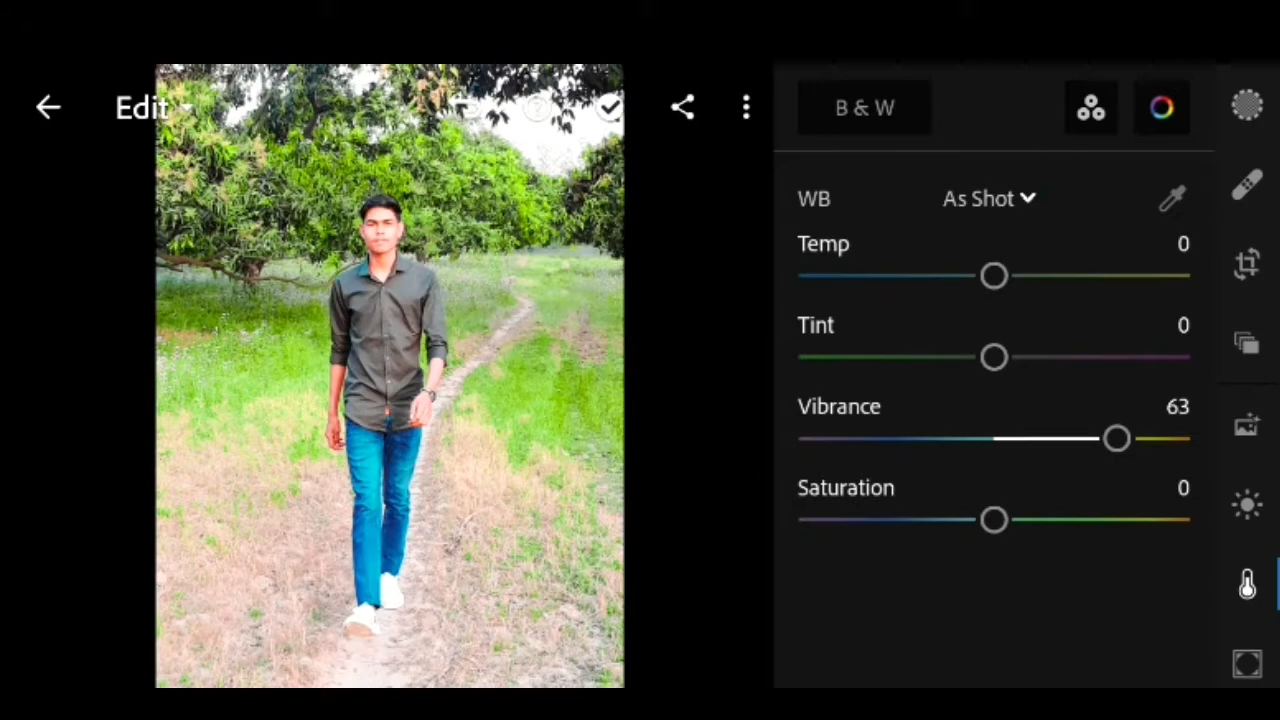 Edit
B & W
WB As Shot
Temp 0
Tint 0
Vibrance 63
Saturation 0